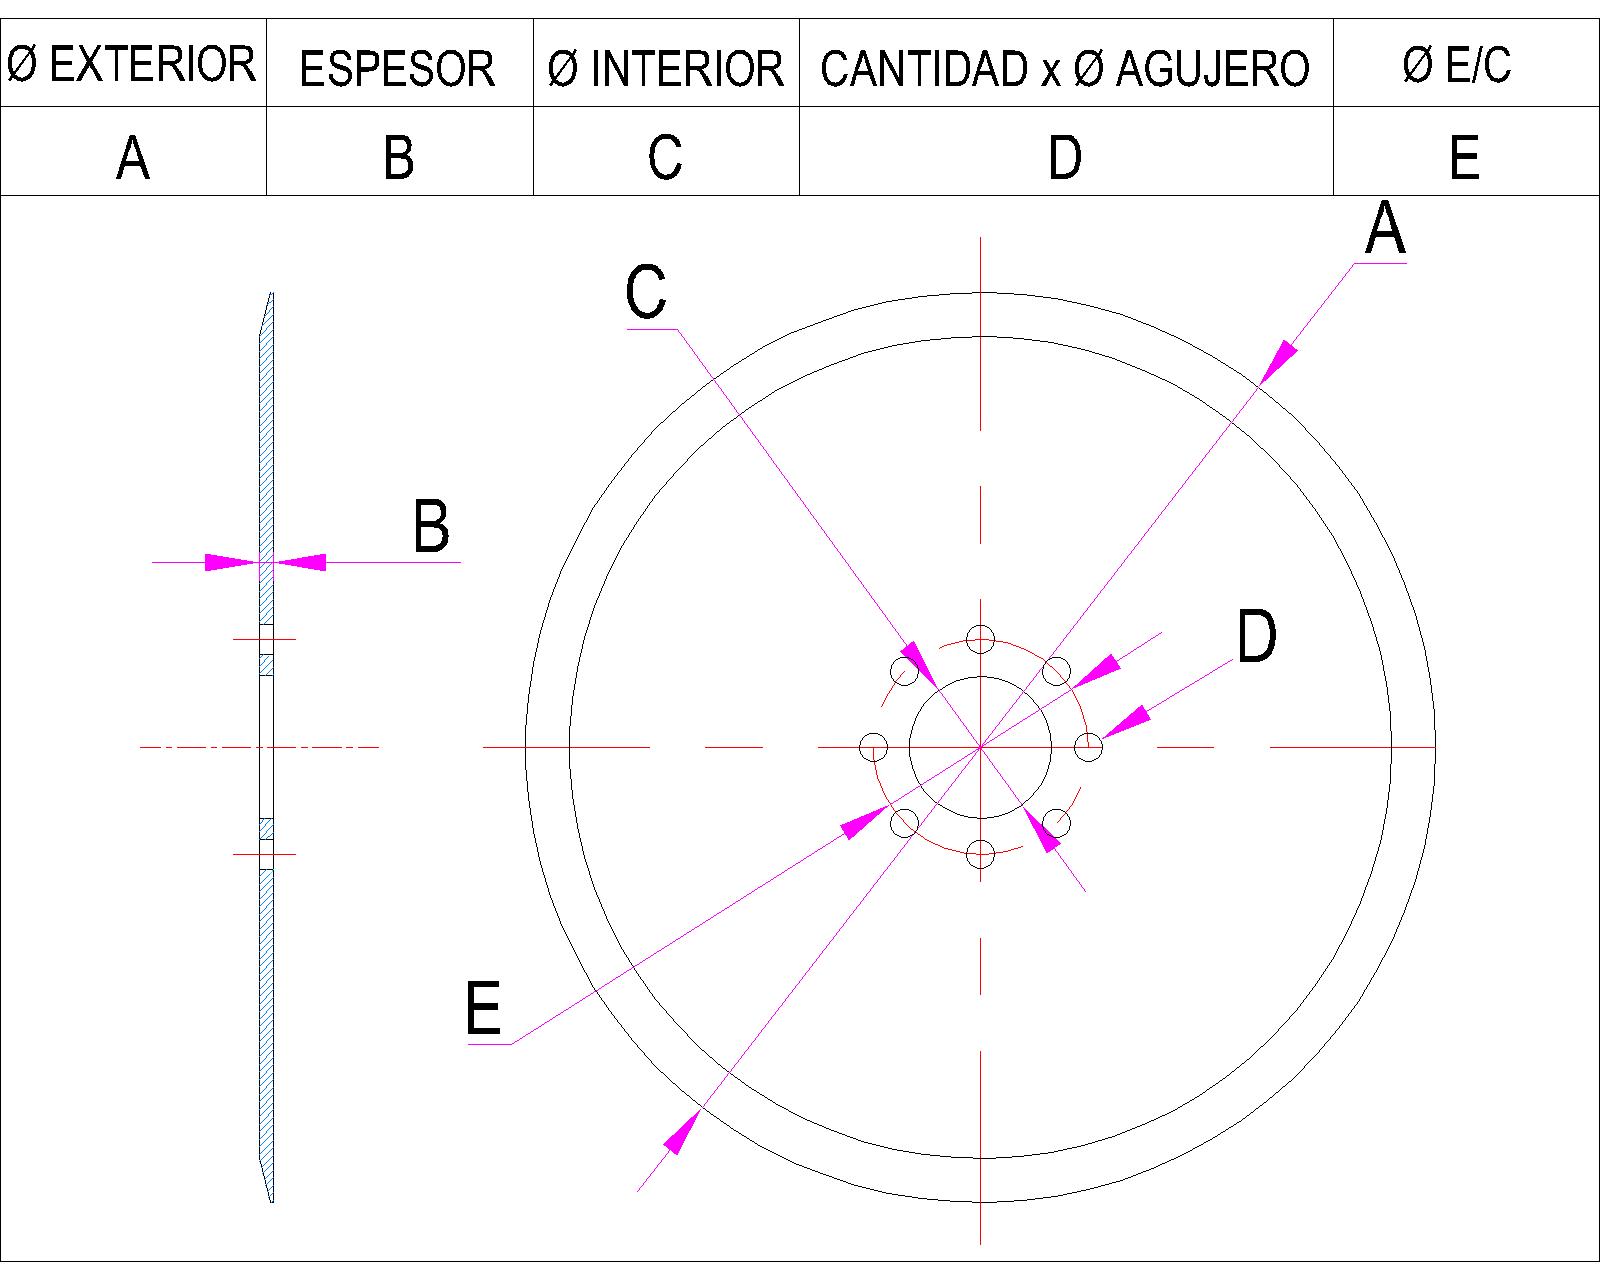 Ø EXTERIOR ESPESOR Ø INTERIOR CANTIDAD x Ø AGUJERO Ø E/C
A B C D E
A
C
B
D
E